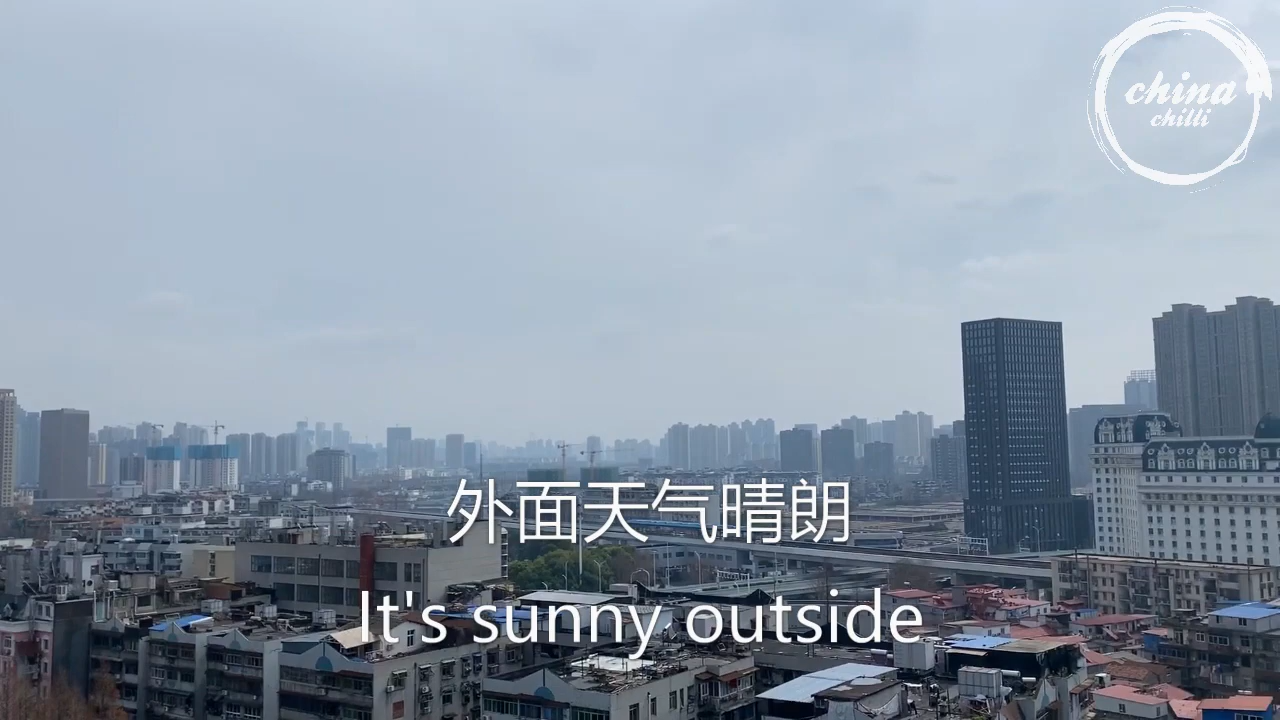 china
chilli
外面天气晴朗
It's sunny outside